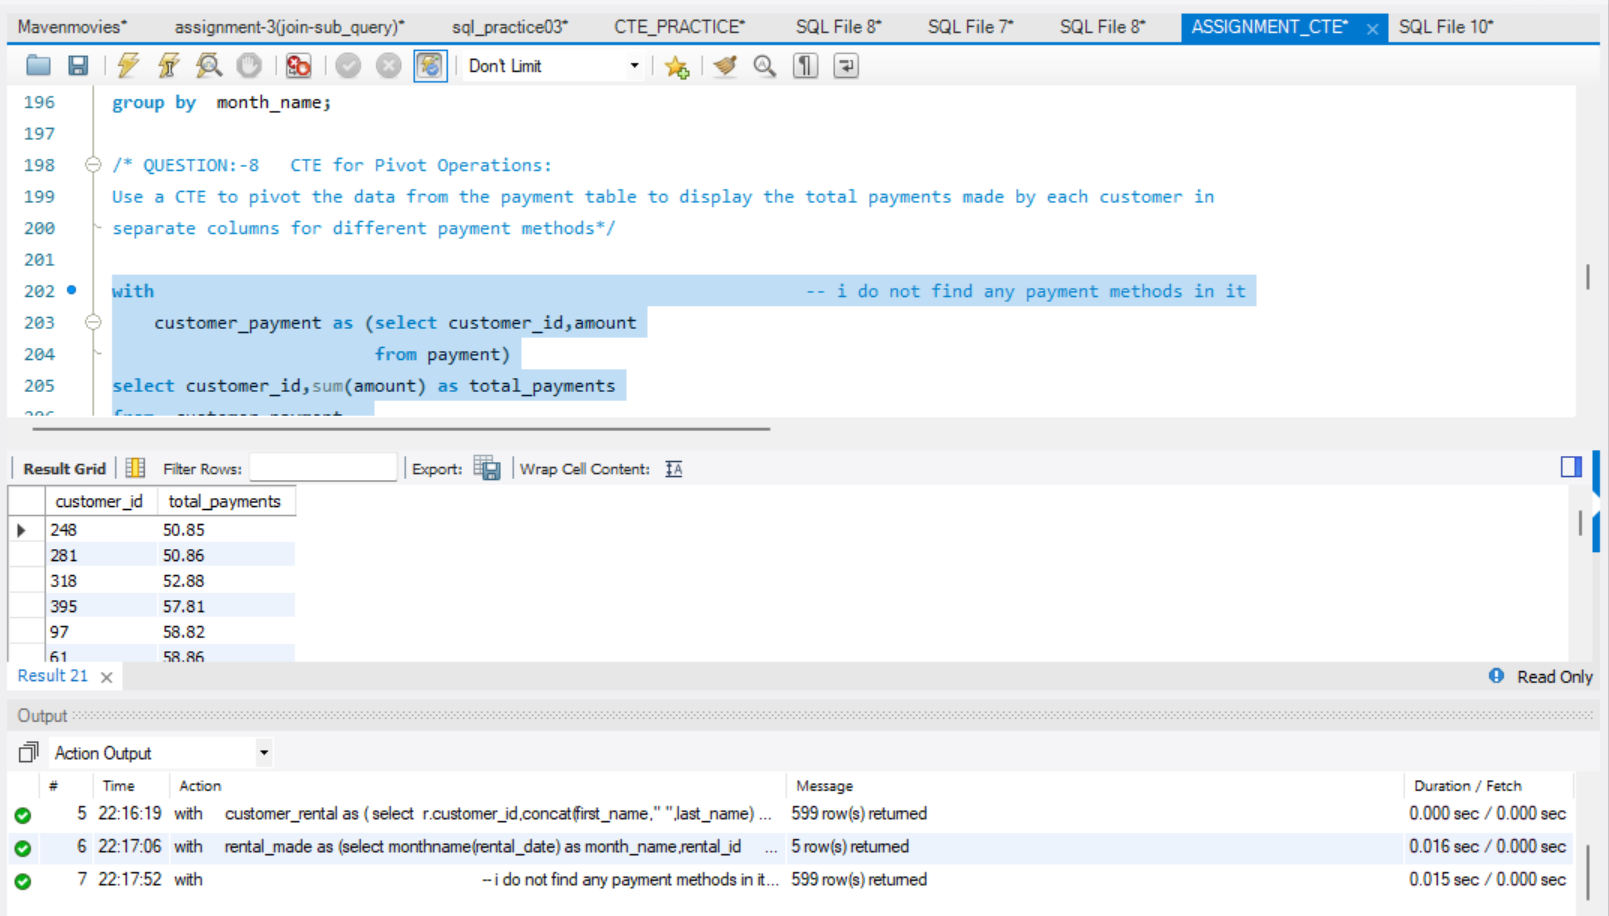 Mavenmovies* assignment-3(join-sub_query)* sql_practice03* CTE_PRACTICE* SQL File 8* SQL File 7* SQL File 8* ASSIGNMENT_CTE* SQL File 10*
Don't Limit
196 group by month_name;
197
198 /* QUESTION:-8 CTE for Pivot Operations:
199 Use a CTE to pivot the data from the payment table to display the total payments made by each customer in
200 separate columns for different payment methods*/
201
202 with -- i do not find any payment methods in it
203 customer_payment as (select customer_id,amount
204 from payment)
205 select customer_id,sum(amount) as total_payments
206 from customer_payment
Result Grid Filter Rows: Export: Wrap Cell Content:
customer_id total_payments
248 50.85
281 50.86
318 52.88
395 57.81
97 58.82
61 58.86
Result 21 Read Only
Output
Action Output
# Time Action Message Duration / Fetch
5 22:16:19 with customer_rental as ( select r.customer_id,concat(first_name," ",last_name) ... 599 row(s) returned 0.000 sec / 0.000 sec
6 22:17:06 with rental_made as (select monthname(rental_date) as month_name,rental_id ... 5 row(s) returned 0.016 sec / 0.000 sec
7 22:17:52 with -- i do not find any payment methods in it... 599 row(s) returned 0.015 sec / 0.000 sec